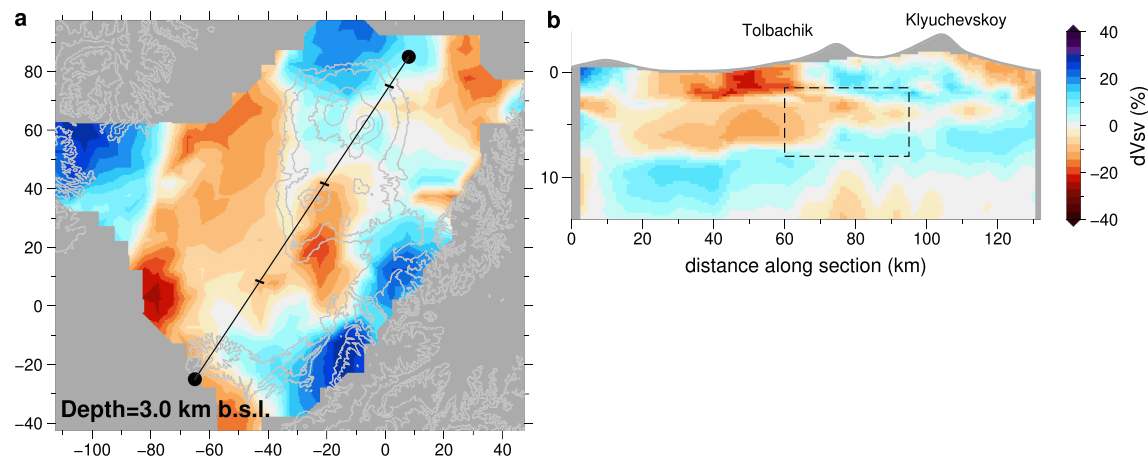 a
80
60
40
20
0
−20
−40
Depth=3.0 km b.s.l.
−100 −80 −60 −40 −20 0 20 40
b
Tolbachik
Klyuchevskoy
0
10
0 20 40 60 80 100 120
distance along section (km)
40
20
0
−20
−40
dVsv (%)